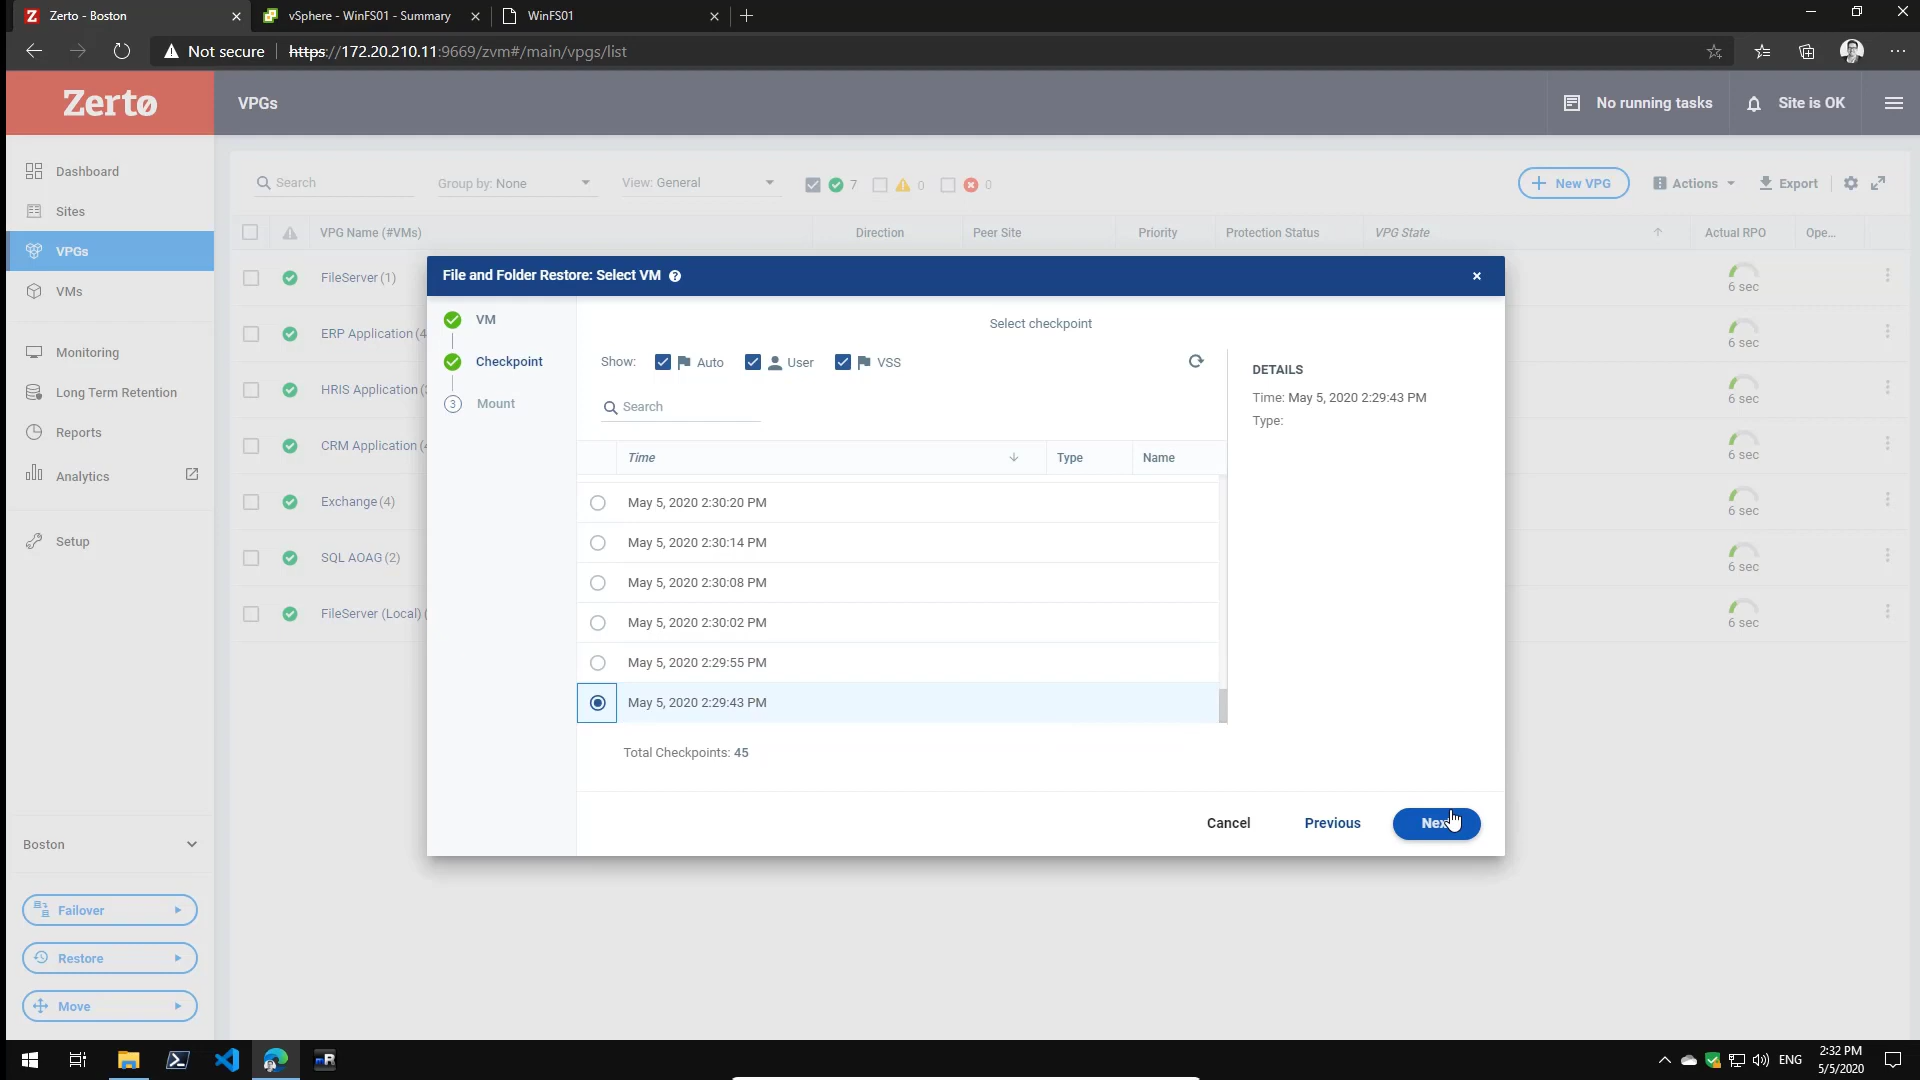 Zerto - Boston
vSphere - WinFS01 - Summary
WinFS01
Not secure
https://172.20.210.11:9669/zvm#/main/vpgs/list
Zerto
VPGs
No running tasks
Site is OK
Dashboard
Sites
VPGs
VMs
Monitoring
Long Term Retention
Reports
Analytics
Setup
Boston
Failover
Restore
Move
Search
Group by: None
View: General
7
0
0
New VPG
Actions
Export
VPG Name (#VMs)
Direction
Peer Site
Priority
Protection Status
VPG State
Actual RPO
Ope...
FileServer (1)
6 sec
ERP Application (4
6 sec
HRIS Application (
6 sec
CRM Application (
6 sec
Exchange (4)
6 sec
SQL AOAG (2)
6 sec
FileServer (Local) (
6 sec
File and Folder Restore: Select VM
VM
Checkpoint
3 Mount
Select checkpoint
Show: Auto User VSS
Search
Time
Type
Name
May 5, 2020 2:30:20 PM
May 5, 2020 2:30:14 PM
May 5, 2020 2:30:08 PM
May 5, 2020 2:30:02 PM
May 5, 2020 2:29:55 PM
May 5, 2020 2:29:43 PM
Total Checkpoints: 45
DETAILS
Time: May 5, 2020 2:29:43 PM
Type:
Cancel
Previous
ENG
2:32 PM
5/5/2020